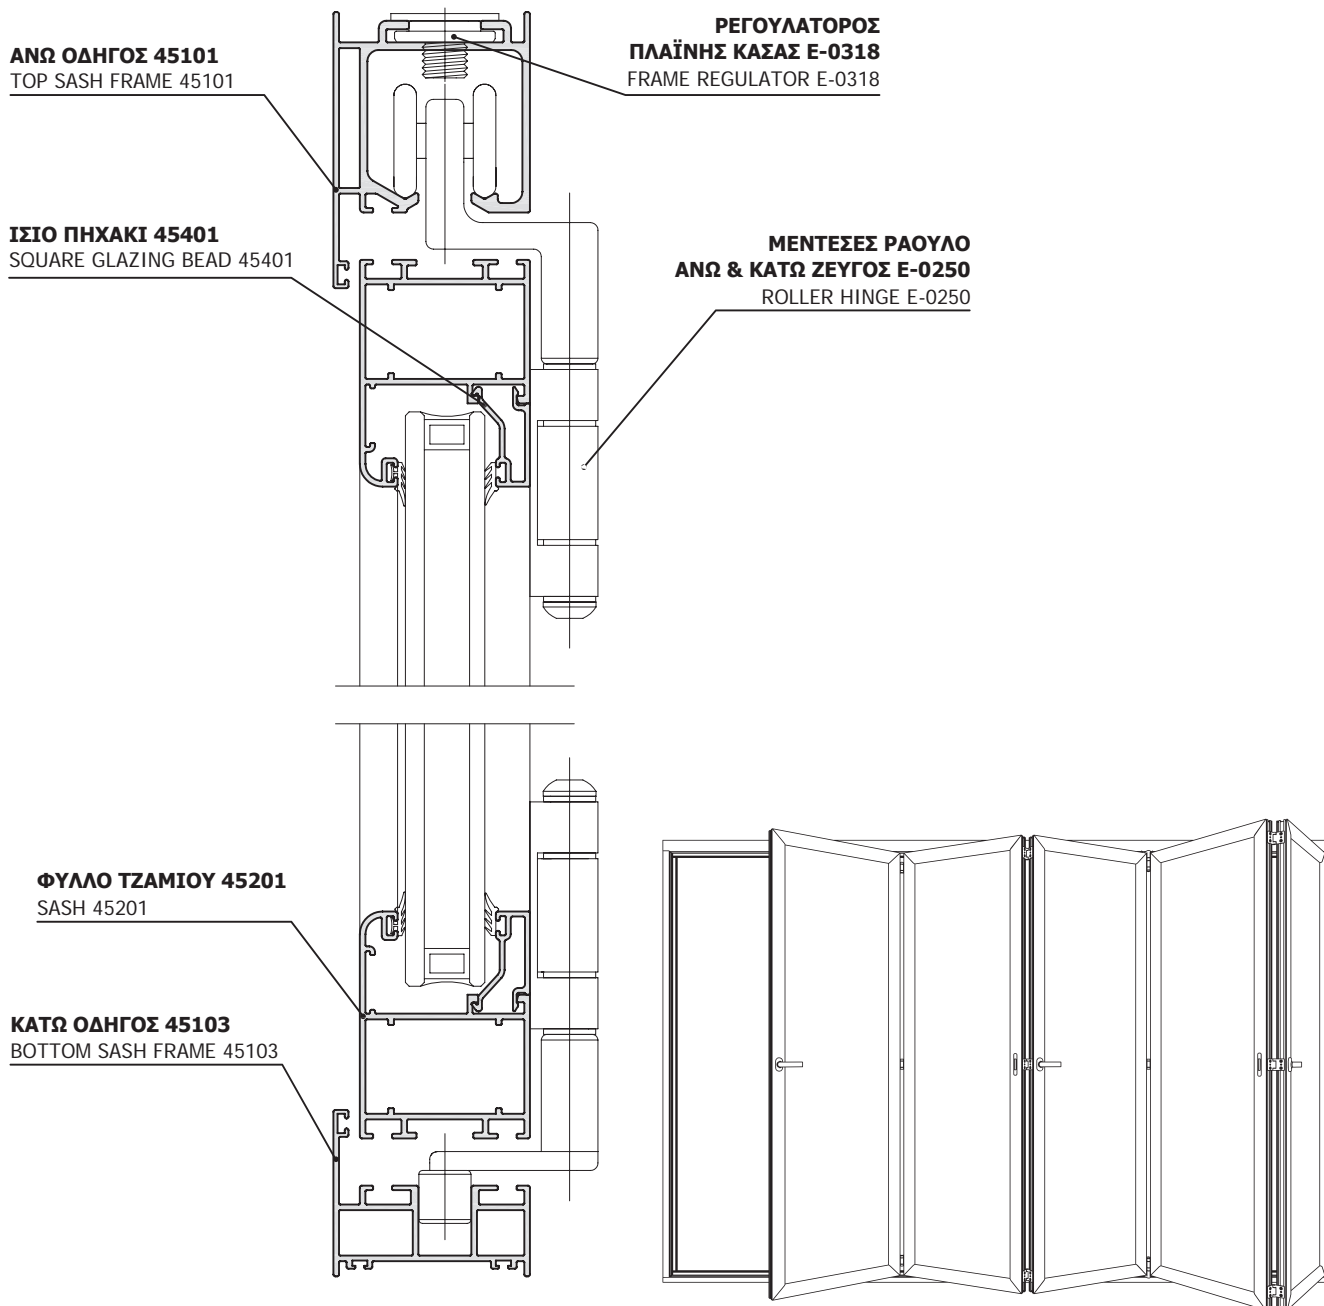 ΑΝΩ ΟΔΗΓΟΣ 45101
TOP SASH FRAME 45101
ΡΕΓΟΥΛΑΤΟΡΟΣ
ΠΛΑΪΝΗΣ ΚΑΣΑΣ E-0318
FRAME REGULATOR E-0318
ΙΣΙΟ ΠΗΧΑΚΙ 45401
SQUARE GLAZING BEAD 45401
ΜΕΝΤΕΣΕΣ ΡΑΟΥΛΟ
ΑΝΩ & ΚΑΤΩ ΖΕΥΓΟΣ E-0250
ROLLER HINGE E-0250
ΦΥΛΛΟ ΤΖΑΜΙΟΥ 45201
SASH 45201
ΚΑΤΩ ΟΔΗΓΟΣ 45103
BOTTOM SASH FRAME 45103